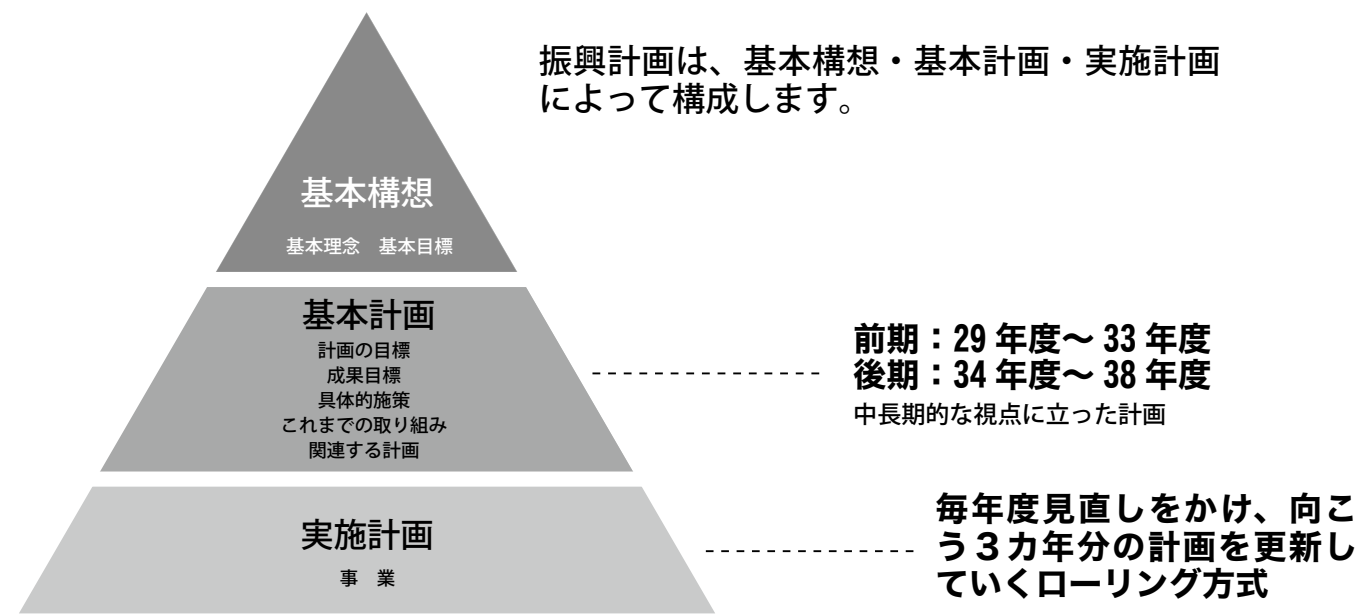 振興計画は、基本構想・基本計画・実施計画
によって構成します。
基本構想
基本理念　基本目標
基本計画
計画の目標
成果目標
具体的施策
これまでの取り組み
関連する計画
前期：29 年度～ 33 年度
後期：34 年度～ 38 年度
中長期的な視点に立った計画
実施計画
事　業
毎年度見直しをかけ、向こ
う３カ年分の計画を更新し
ていくローリング方式